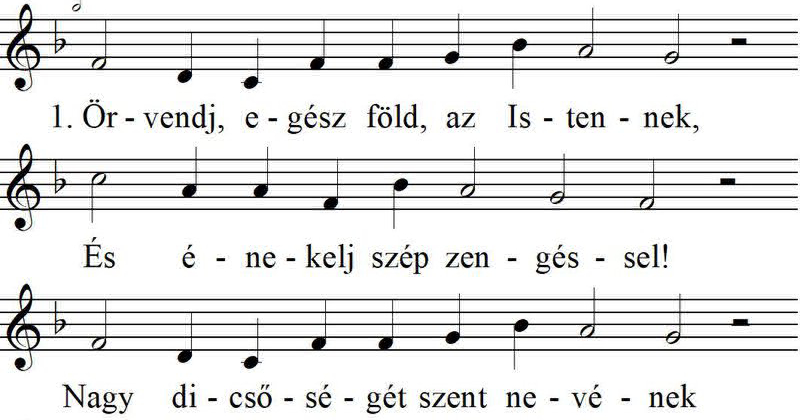 1. Ör - vendj, e - gész föld, az Is - ten - nek,
És é - ne - kelj szép zen - gés - sel!
Nagy di - cső - sé - gét szent ne - vé - nek